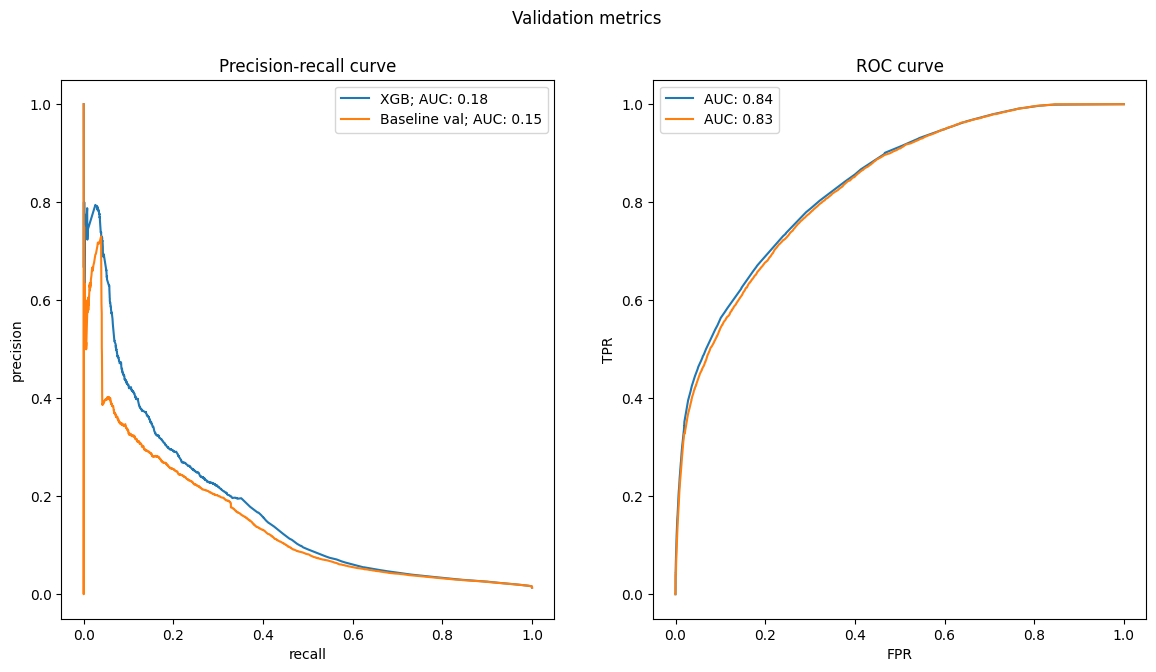 Validation metrics
Precision-recall curve
XGB; AUC: 0.18
Baseline val; AUC: 0.15
precision
1.0
0.8
0.6
0.4
0.2
0.0
0.0 0.2 0.4 0.6 0.8 1.0
recall
ROC curve
AUC: 0.84
AUC: 0.83
TPR
1.0
0.8
0.6
0.4
0.2
0.0
0.0 0.2 0.4 0.6 0.8 1.0
FPR